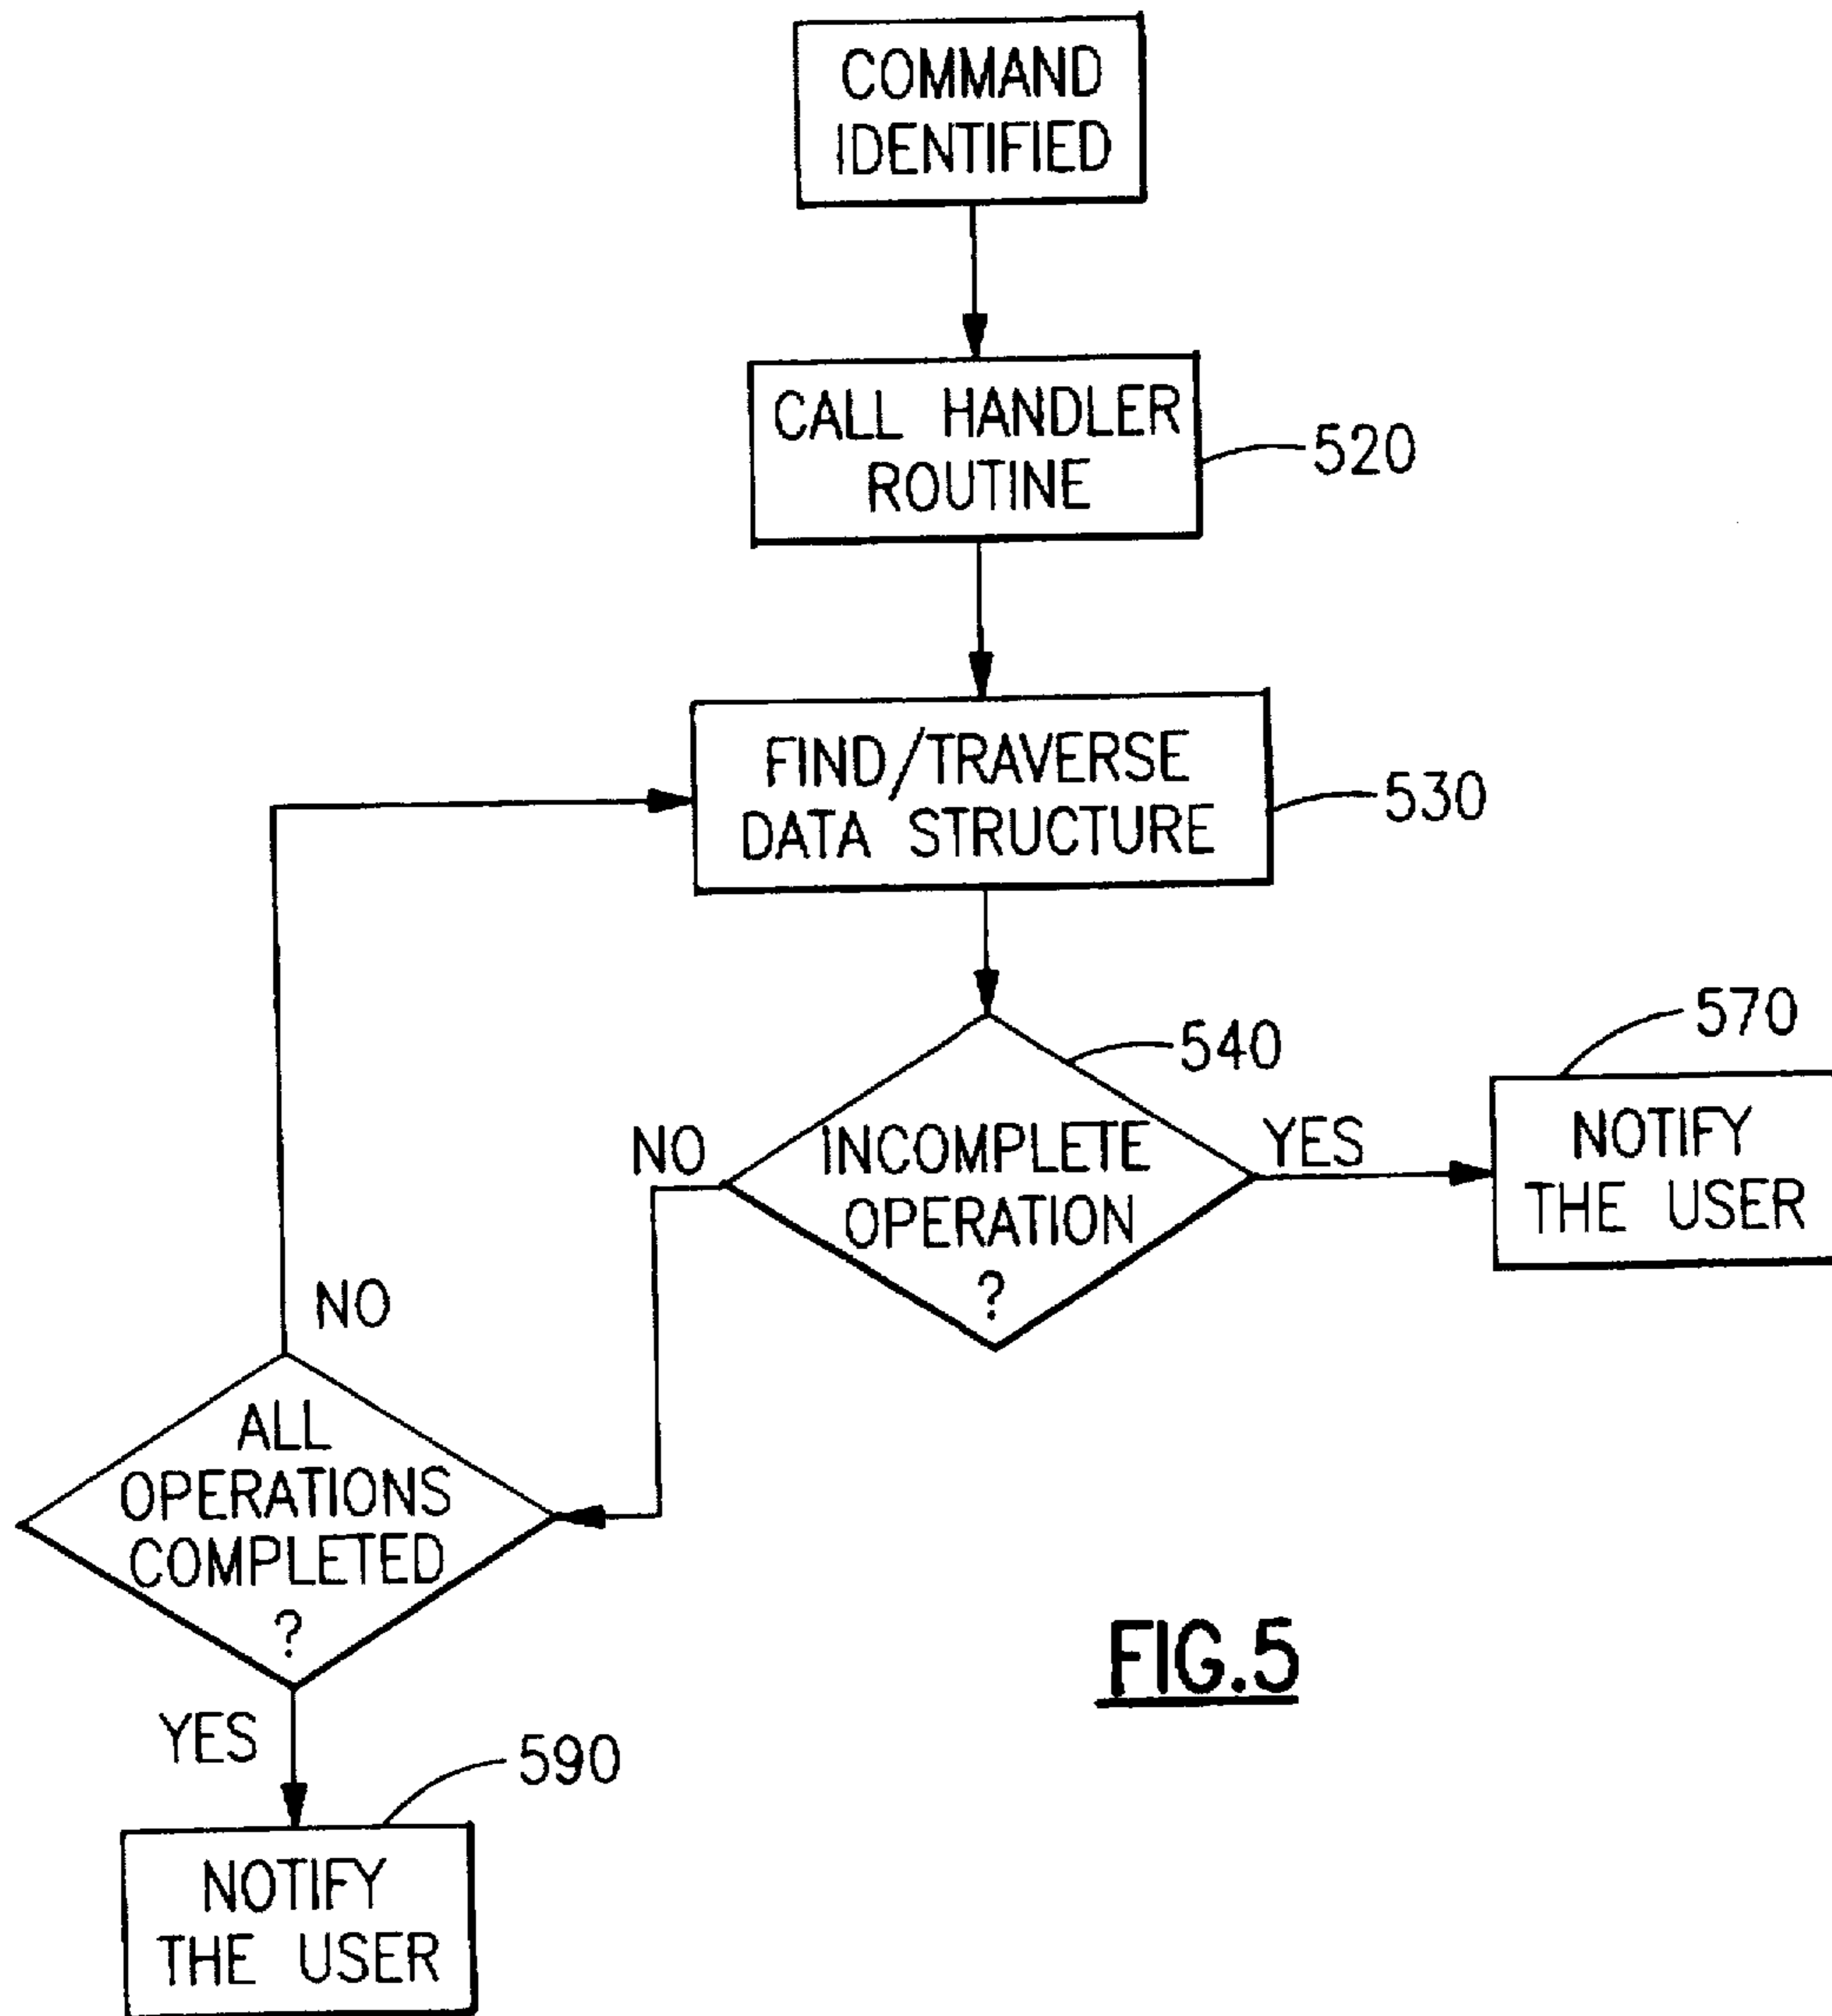 COMMAND
IDENTIFIED
CALL HANDLER
ROUTINE
520
FIND/TRAVERSE
DATA STRUCTURE
530
540
570
INCOMPLETE
OPERATION
?
NO
YES
NOTIFY
THE USER
NO
ALL
OPERATIONS
COMPLETED
?
YES
590
NOTIFY
THE USER
FIG.5